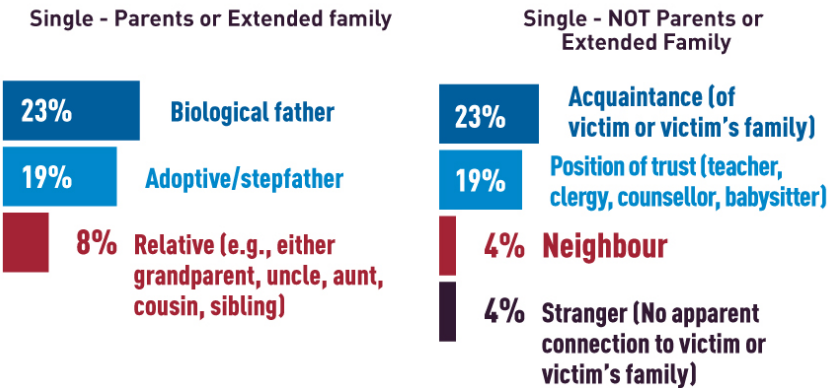 Single - Parents or Extended family
23%
Biological father
19%
Adoptive/stepfather
8%
Relative (e.g., either
grandparent, uncle, aunt,
cousin, sibling)
Single - NOT Parents or
Extended Family
23%
Acquaintance (of
victim or victim's family)
19%
Position of trust (teacher,
clergy, counsellor, babysitter)
4%
Neighbour
4%
Stranger (No apparent
connection to victim or
victim's family)